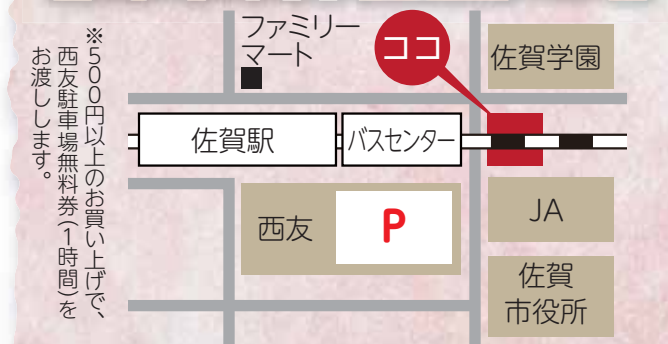 ※500円以上のお買い上げで、
西友駐車場無料券(1時間)を
お渡しします。
ファミリー
マート
ココ
佐賀学園
佐賀駅
バスセンター
西友
P
JA
佐賀
市役所